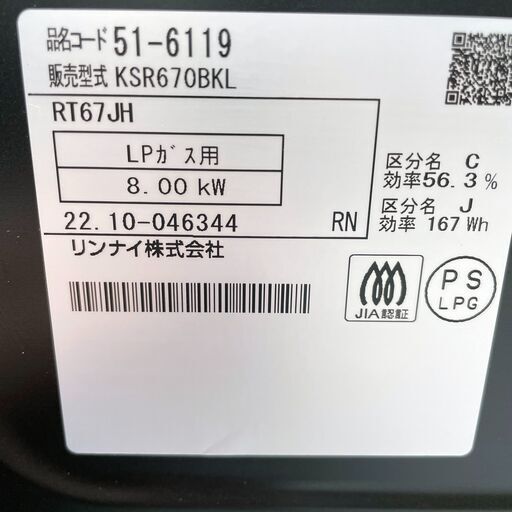 品名コード 51-6119
販売型式 KSR670BKL
RT67JH
LPガス用
8.00 kW
22.10-046344 RN
リンナイ株式会社
区分名 C
効率56.3 %
区分名 J
効率 167 Wh
JIA認証
PS
LPG